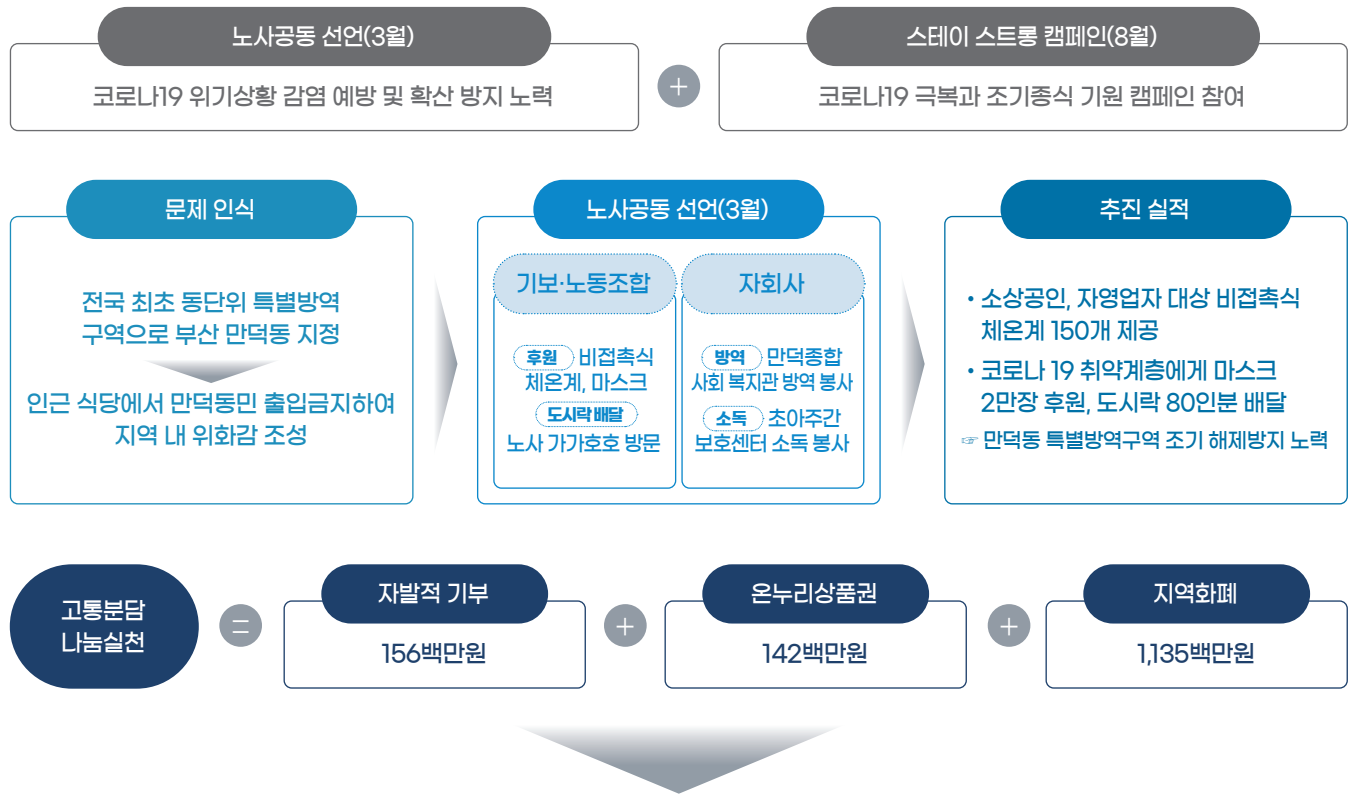 노사공동 선언(3월)
코로나19 위기상황 감염 예방 및 확산 방지 노력
+
스테이 스트롱 캠페인(8월)
코로나19 극복과 조기종식 기원 캠페인 참여
문제 인식
전국 최초 동단위 특별방역
구역으로 부산 만덕동 지정
인근 식당에서 만덕동민 출입금지하여
지역 내 위화감 조성
노사공동 선언(3월)
기보·노동조합
후원 비접촉식
체온계, 마스크
도시락 배달
노사 가가호호 방문
자회사
방역 만덕종합
사회 복지관 방역 봉사
소독 초아주간
보호센터 소독 봉사
추진 실적
• 소상공인, 자영업자 대상 비접촉식
체온계 150개 제공
• 코로나 19 취약계층에게 마스크
2만장 후원, 도시락 80인분 배달
☞ 만덕동 특별방역구역 조기 해제방지 노력
고통분담
나눔실천
=
자발적 기부
156백만원
+
온누리상품권
142백만원
+
지역화폐
1,135백만원